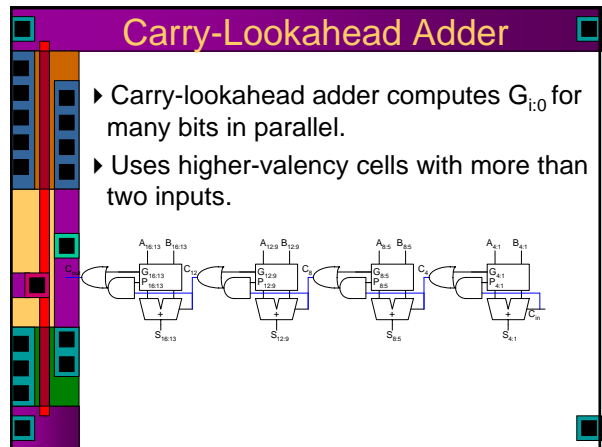 Carry-Lookahead Adder
Carry-lookahead adder computes G_{i:0} for
many bits in parallel.
Uses higher-valency cells with more than
two inputs.
A_{16:13} B_{16:13} A_{12:9} B_{12:9} A_{8:5} B_{8:5} A_{4:1} B_{4:1}
C_{out} G_{16:13} C_{12} G_{12:9} C_{8} G_{8:5} C_{4} G_{4:1}
P_{16:13} P_{12:9} P_{8:5} P_{4:1}
+ + + + C_{in}
S_{16:13} S_{12:9} S_{8:5} S_{4:1}